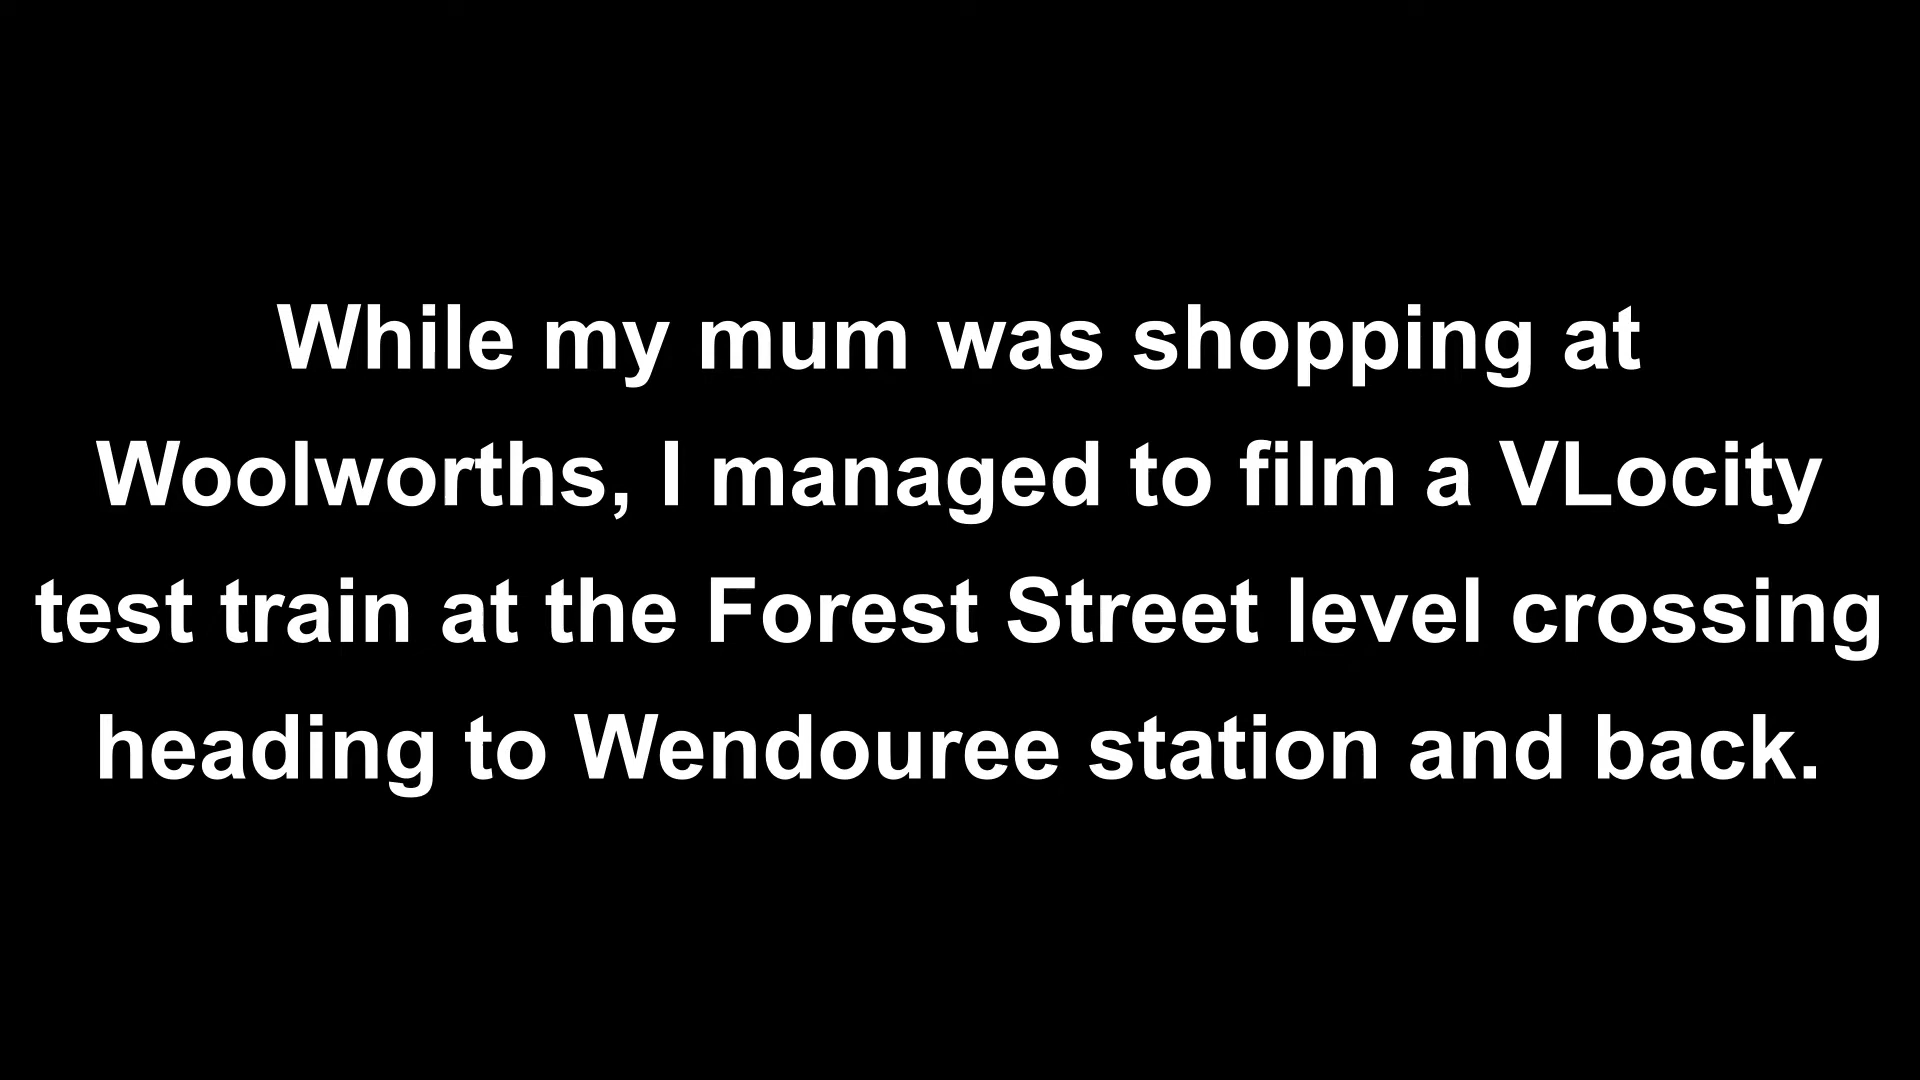 While my mum was shopping at
Woolworths, I managed to film a VLocity
test train at the Forest Street level crossing
heading to Wendouree station and back.